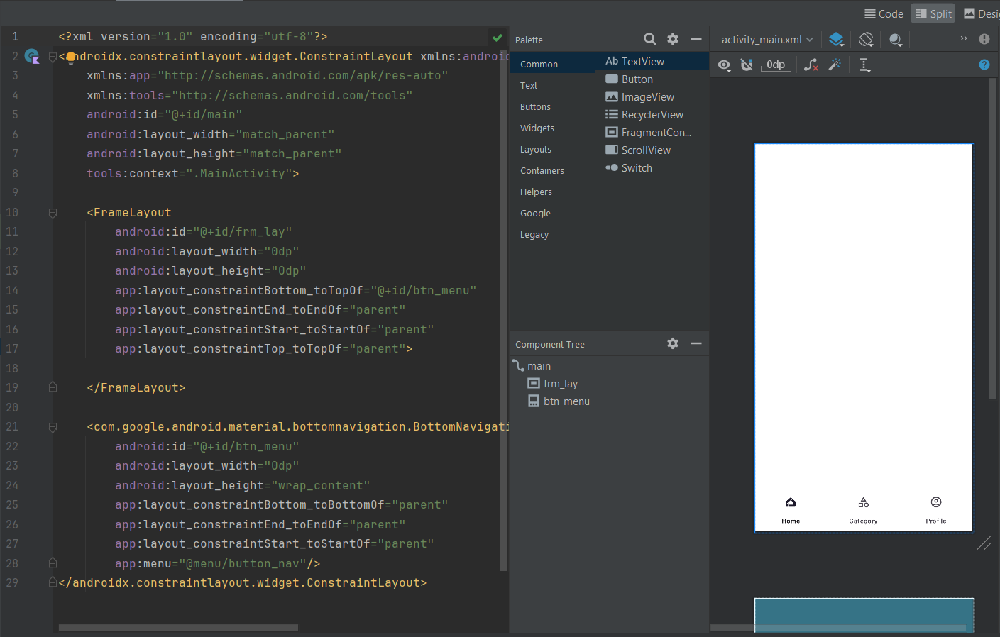 Code Split Desi
1 <?xml version="1.0" encoding="utf-8"?>
2 <androidx.constraintlayout.widget.ConstraintLayout xmlns:android
3 xmlns:app="http://schemas.android.com/apk/res-auto"
4 xmlns:tools="http://schemas.android.com/tools"
5 android:id="@+id/main"
6 android:layout_width="match_parent"
7 android:layout_height="match_parent"
8 tools:context=".MainActivity">
9
10 <FrameLayout
11 android:id="@+id/frm_lay"
12 android:layout_width="0dp"
13 android:layout_height="0dp"
14 app:layout_constraintBottom_toTopOf="@+id/btn_menu"
15 app:layout_constraintEnd_toEndOf="parent"
16 app:layout_constraintStart_toStartOf="parent"
17 app:layout_constraintTop_toTopOf="parent">
18
19 </FrameLayout>
20
21 <com.google.android.material.bottomnavigation.BottomNavigati
22 android:id="@+id/btn_menu"
23 android:layout_width="0dp"
24 android:layout_height="wrap_content"
25 app:layout_constraintBottom_toBottomOf="parent"
26 app:layout_constraintEnd_toEndOf="parent"
27 app:layout_constraintStart_toStartOf="parent"
28 app:menu="@menu/button_nav"/>
29 </androidx.constraintlayout.widget.ConstraintLayout>
Palette
Common
Text
Buttons
Widgets
Layouts
Containers
Helpers
Google
Legacy
Ab TextView
Button
ImageView
RecyclerView
FragmentCon...
ScrollView
Switch
Component Tree
main
frm_lay
btn_menu
activity_main.xml
0dp
Home Category Profile